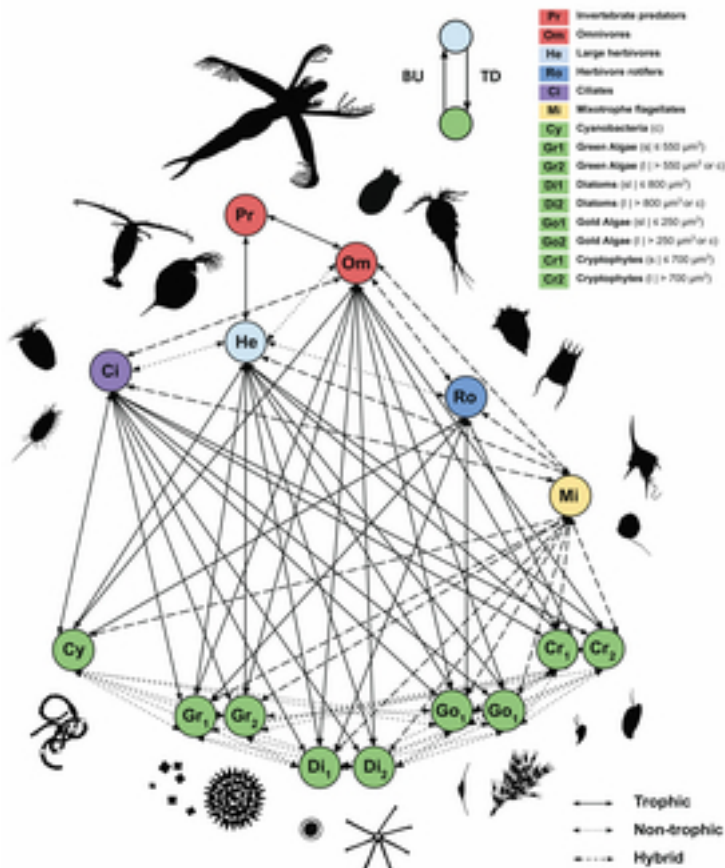 Pr Invertebrate predators
Om Omnivores
He Large herbivores
Ro Herbivore rotifers
Ci Ciliates
Mi Mixotrophe flagellates
Cy Cyanobacteria (c)
Gr1 Green Algae (s| ≤ 550 µm³)
Gr2 Green Algae (l | > 550 µm³ or c)
Di1 Diatoms (s| ≤ 800 µm³)
Di2 Diatoms (l | > 800 µm³ or c)
Go1 Gold Algae (s| ≤ 250 µm³)
Go2 Gold Algae (l | > 250 µm³ or c)
Cr1 Cryptophytes (s | ≤ 700 µm³)
Cr2 Cryptophytes (l | > 700 µm³)
BU TD
Pr
Om
He
Ci
Ro
Mi
Cy
Cr1 Cr2
Gr1 Gr2 Go1 Go1
Di1 Di2
Trophic
Non-trophic
Hybrid